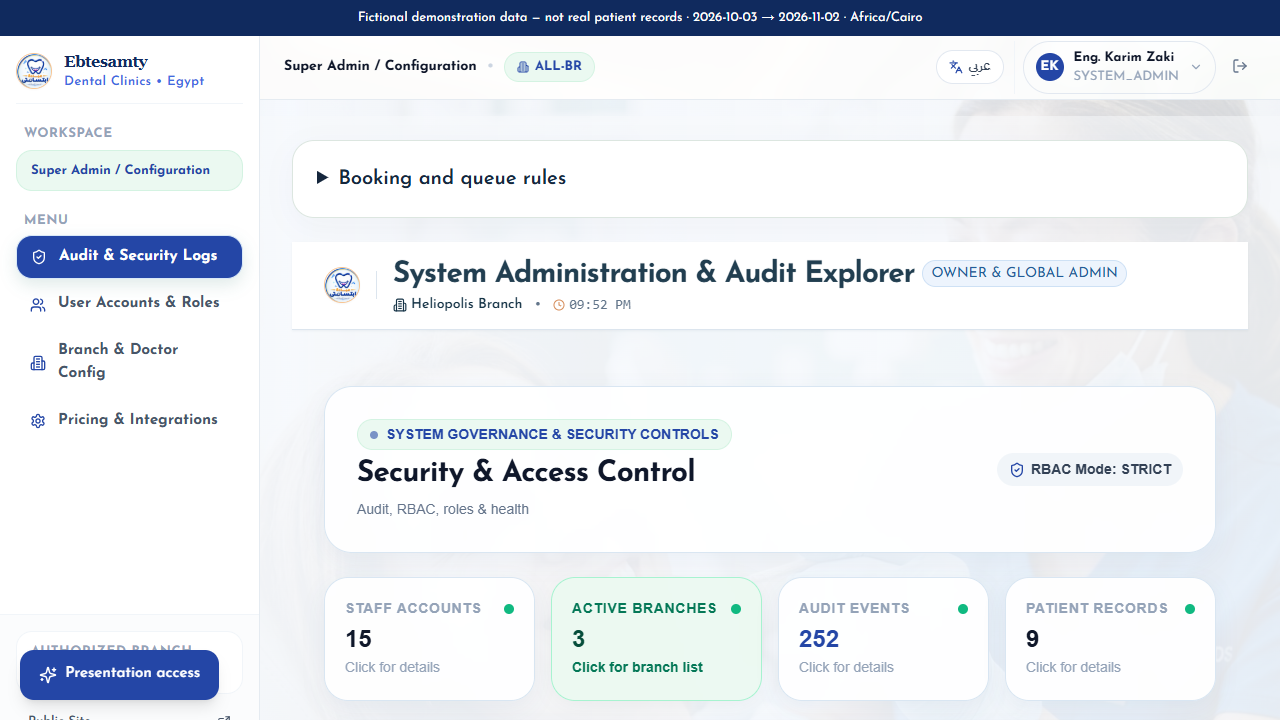 Fictional demonstration data — not real patient records · 2026-10-03 → 2026-11-02 · Africa/Cairo
Ebtesamty
Dental Clinics • Egypt
Super Admin / Configuration
ALL-BR
عربي
EK
Eng. Karim Zaki
SYSTEM_ADMIN
WORKSPACE
Super Admin / Configuration
MENU
Audit & Security Logs
User Accounts & Roles
Branch & Doctor
Config
Pricing & Integrations
AUTHORIZED BRANCH
Presentation access
Public Site
Booking and queue rules
System Administration & Audit Explorer
OWNER & GLOBAL ADMIN
Heliopolis Branch • 09:52 PM
SYSTEM GOVERNANCE & SECURITY CONTROLS
Security & Access Control
Audit, RBAC, roles & health
RBAC Mode: STRICT
STAFF ACCOUNTS
15
Click for details
ACTIVE BRANCHES
3
Click for branch list
AUDIT EVENTS
252
Click for details
PATIENT RECORDS
9
Click for details